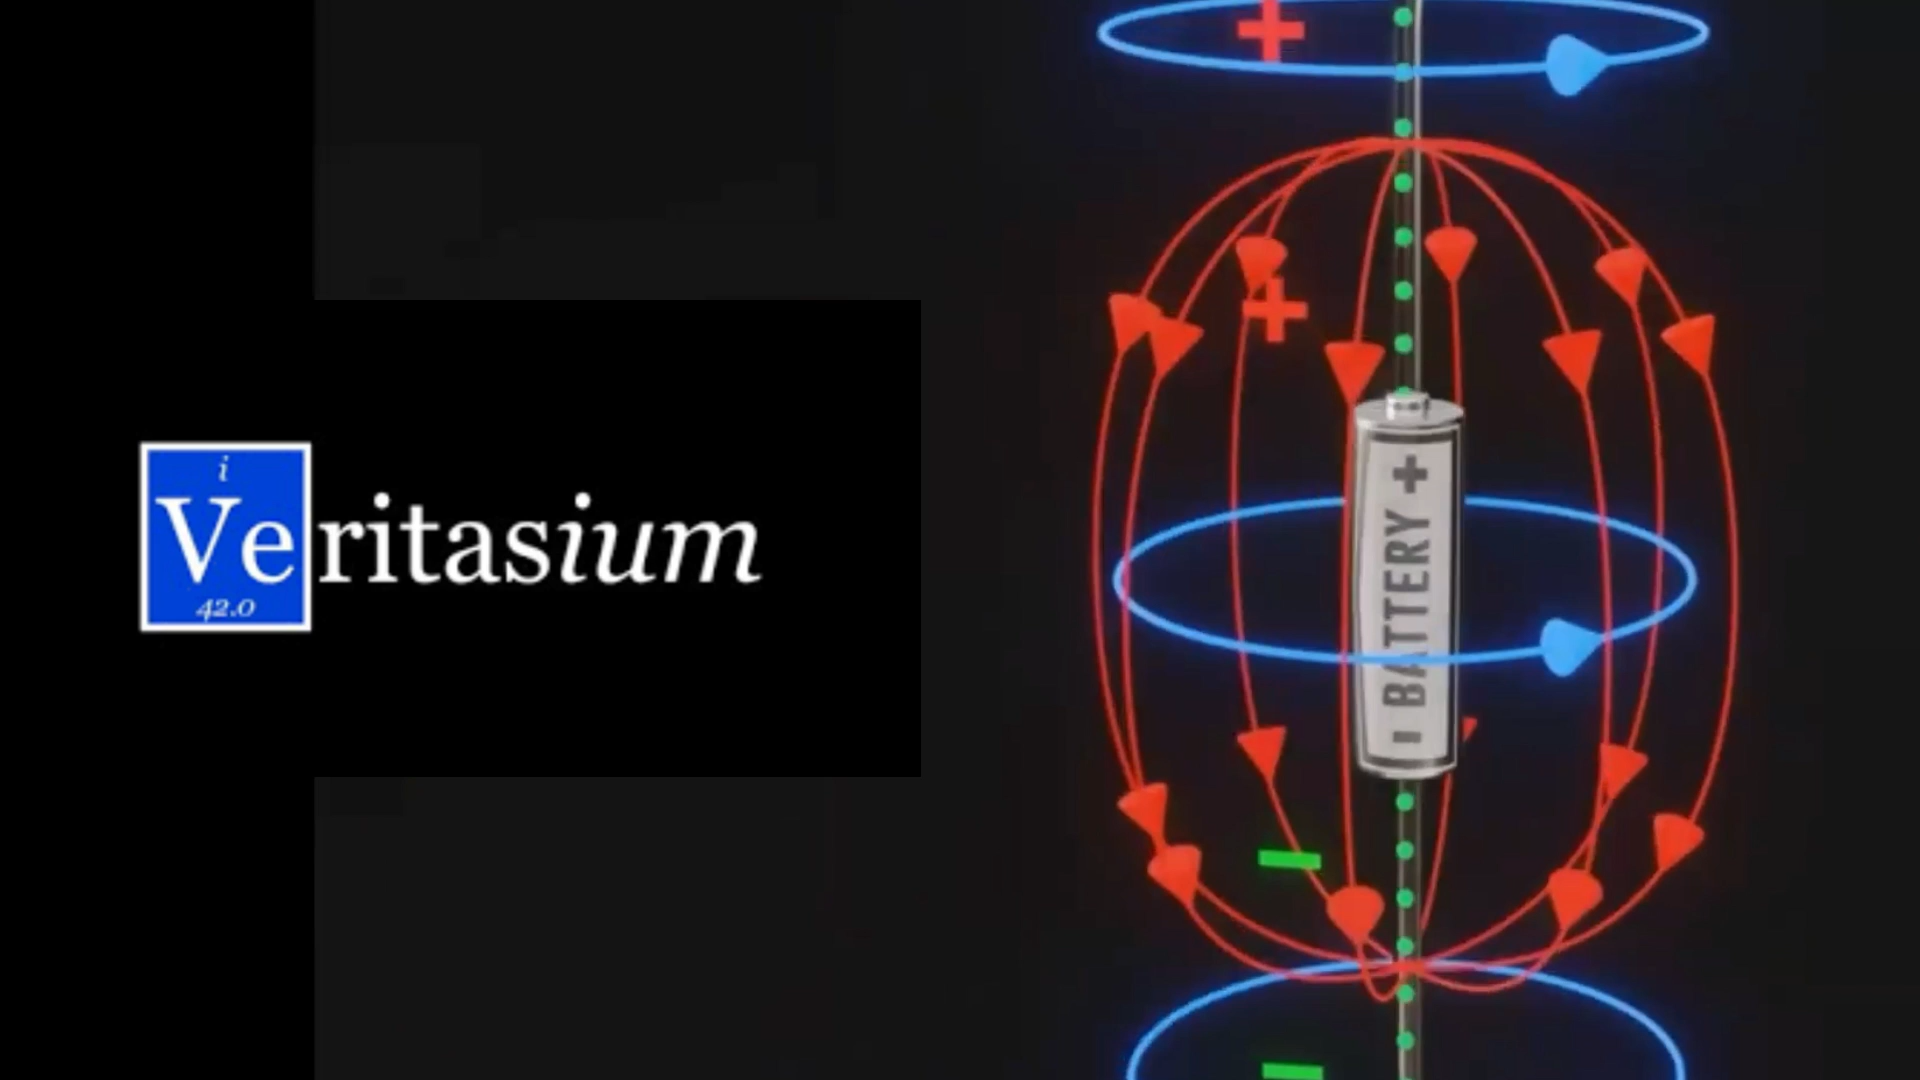 i
Veritasium
42.0
+
+
- BATTERY +
-
-